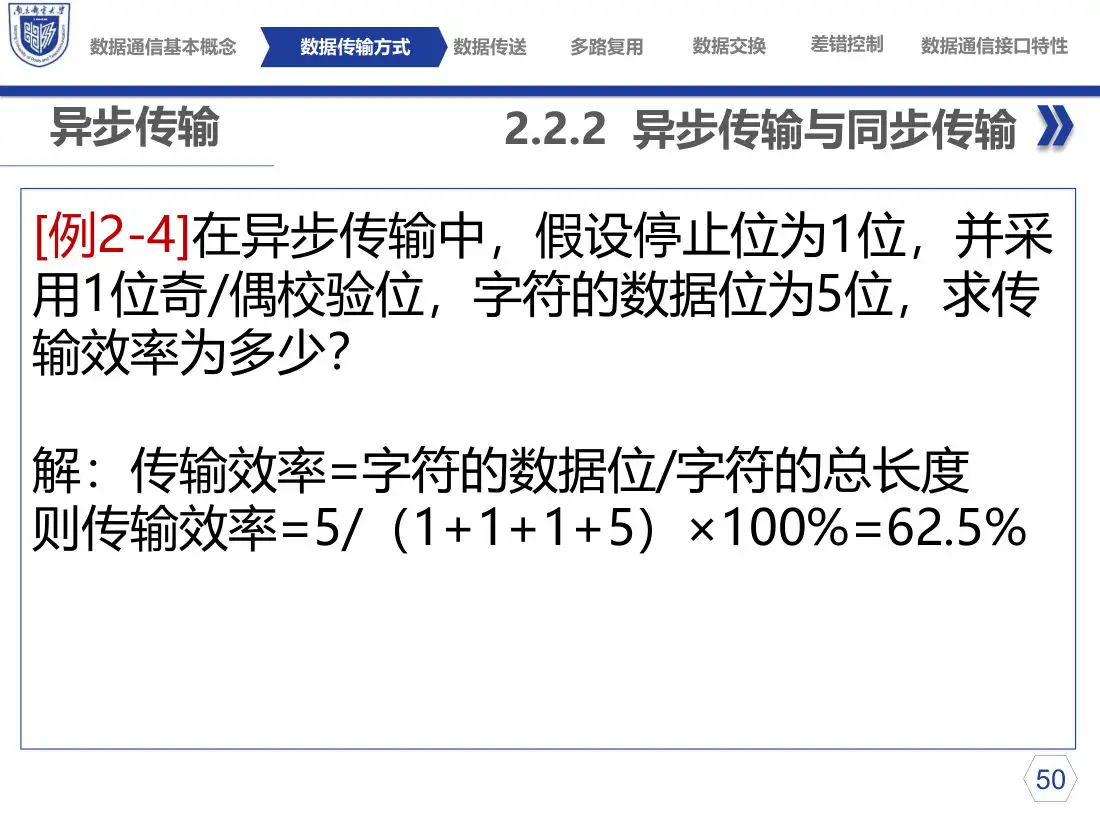 南京邮电大学
数据通信基本概念 数据传输方式 数据传送 多路复用 数据交换 差错控制 数据通信接口特性
异步传输 2.2.2 异步传输与同步传输
[例2-4]在异步传输中，假设停止位为1位，并采
用1位奇/偶校验位，字符的数据位为5位，求传
输效率为多少？
解：传输效率=字符的数据位/字符的总长度
则传输效率=5/（1+1+1+5）×100%=62.5%
50